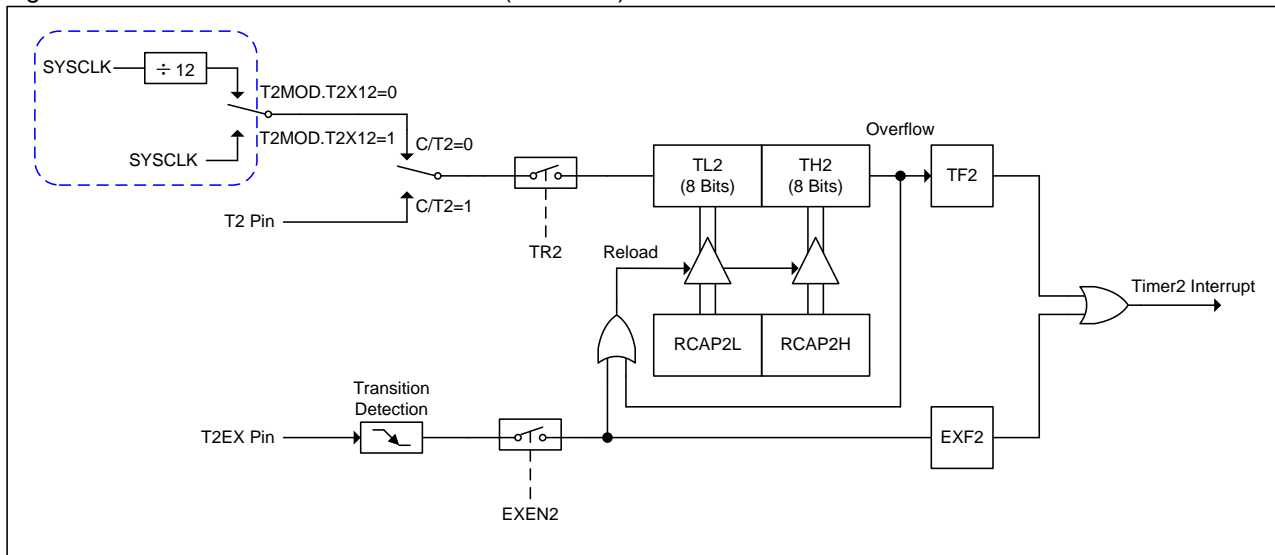 SYSCLK
÷ 12
T2MOD.T2X12=0
T2MOD.T2X12=1
SYSCLK
C/T2=0
C/T2=1
T2 Pin
TR2
TL2
(8 Bits)
TH2
(8 Bits)
Overflow
TF2
Reload
RCAP2L
RCAP2H
Timer2 Interrupt
Transition
Detection
T2EX Pin
EXEN2
EXF2